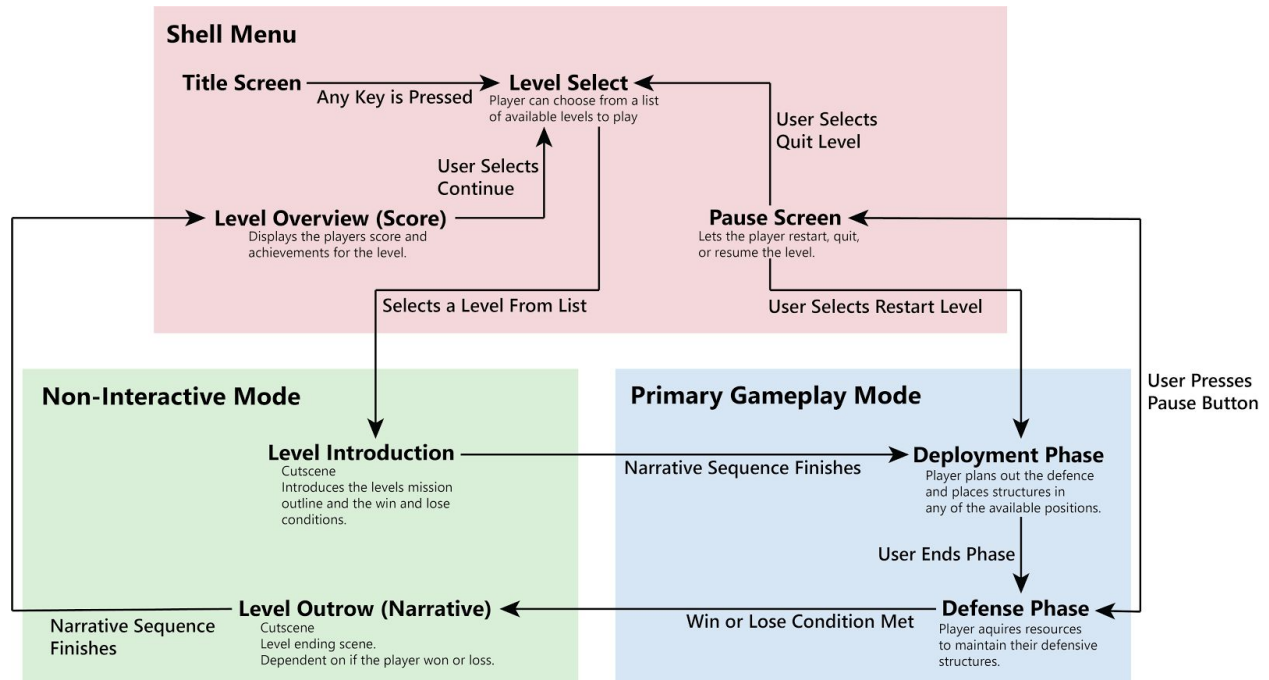 Shell Menu
Title Screen
Any Key is Pressed
Level Select
Player can choose from a list
of available levels to play
User Selects
Quit Level
User Selects
Continue
Level Overview (Score)
Displays the players score and
achievements for the level.
Pause Screen
Lets the player restart, quit,
or resume the level.
Selects a Level From List
User Selects Restart Level
User Presses
Pause Button
Non-Interactive Mode
Level Introduction
Cutscene
Introduces the levels mission
outline and the win and lose
conditions.
Narrative Sequence Finishes
Level Outrow (Narrative)
Cutscene
Level ending scene.
Dependent on if the player won or loss.
Narrative Sequence
Finishes
Primary Gameplay Mode
Deployment Phase
Player plans out the defence
and places structures in
any of the available positions.
User Ends Phase
Defense Phase
Player aquires resources
to maintain their defensive
structures.
Win or Lose Condition Met